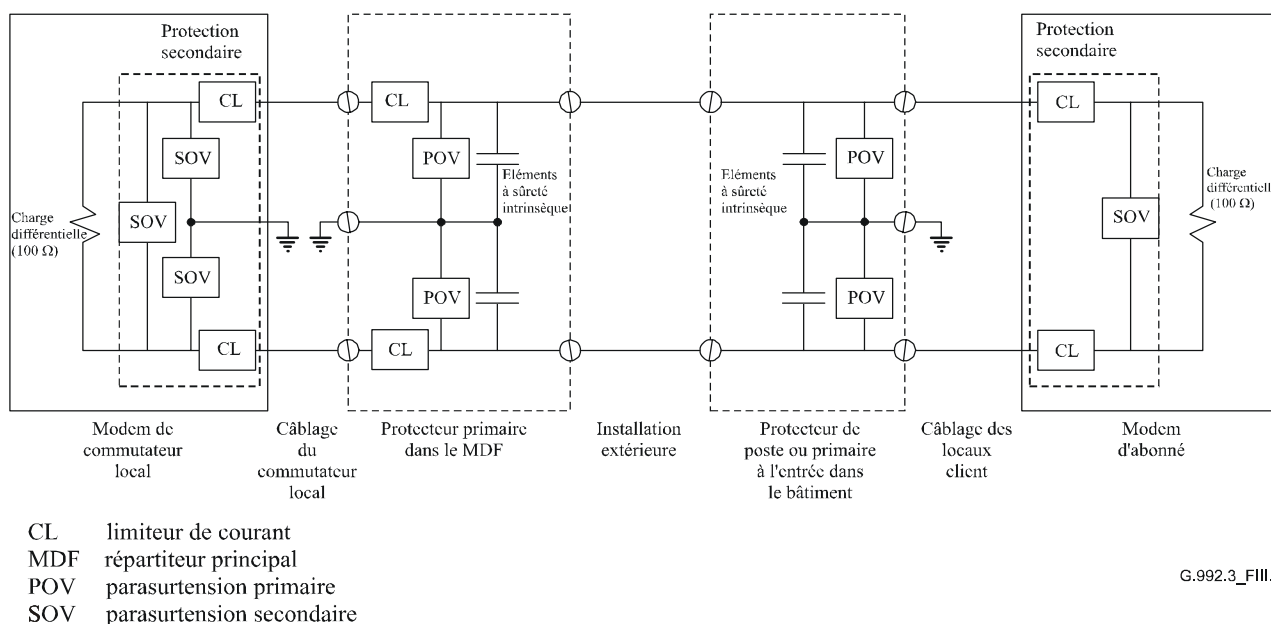 Protection
secondaire
Protection
secondaire
CL
CL
CL
SOV
POV
POV
SOV
Eléments
à sûreté
intrinsèque
Eléments
à sûreté
intrinsèque
Charge
différentielle
(100 Ω)
SOV
SOV
Charge
différentielle
(100 Ω)
SOV
POV
POV
CL
CL
CL
Modem de
commutateur
local
Câblage
du
commutateur
local
Protecteur primaire
dans le MDF
Installation
extérieure
Protecteur de
poste ou primaire
à l'entrée dans
le bâtiment
Câblage des
locaux
client
Modem
d'abonné
CL limiteur de courant
MDF répartiteur principal
POV parasurtension primaire
SOV parasurtension secondaire
G.992.3_FIII.